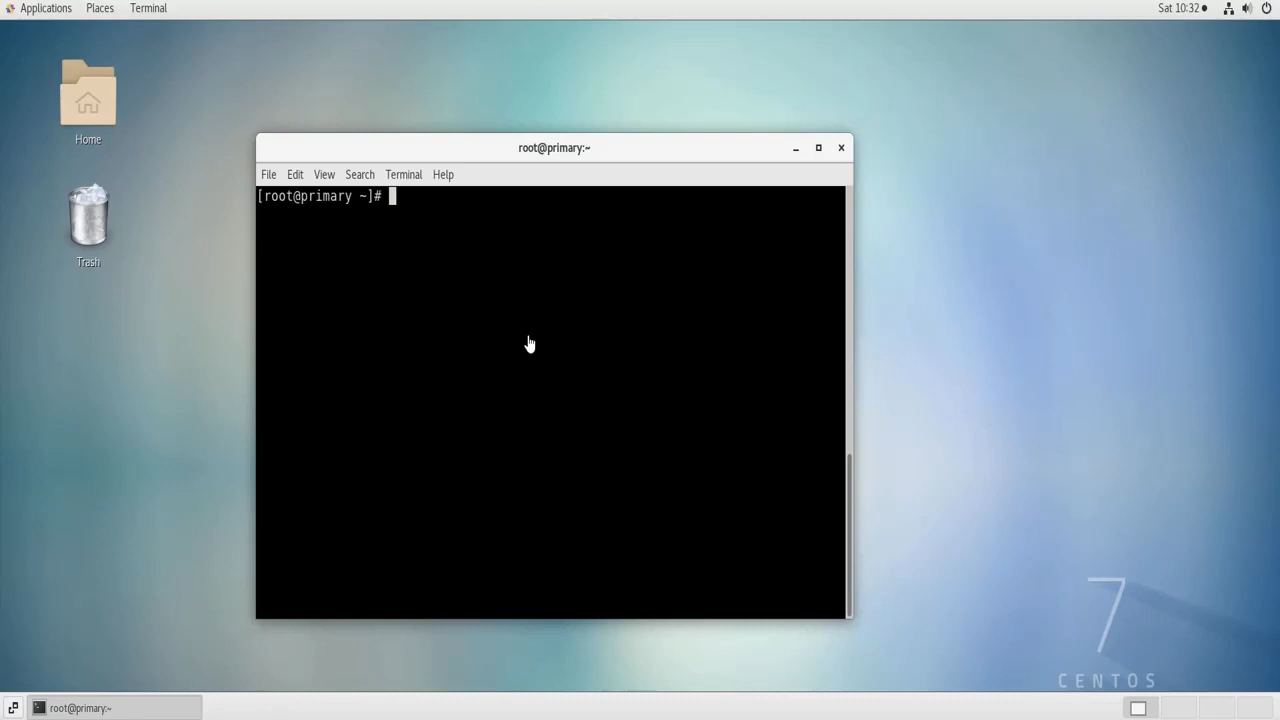 Applications Places Terminal Sat 10:32
Home
Trash
root@primary:~
File Edit View Search Terminal Help
[root@primary ~]#
7
CENTOS
root@primary:~